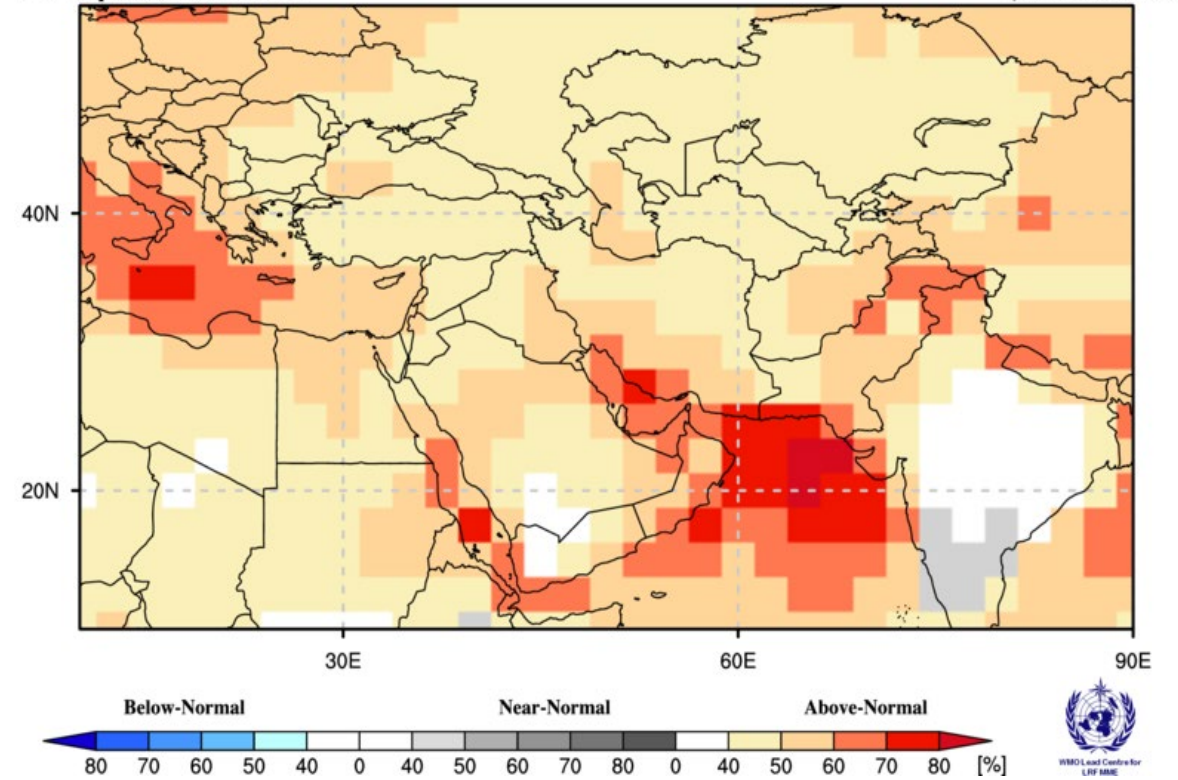 40N
20N
30E 60E 90E
Below-Normal Near-Normal Above-Normal
80 70 60 50 40 0 40 50 60 70 80 0 40 50 60 70 80 [%]
WMO Lead Centre for
LRF MME